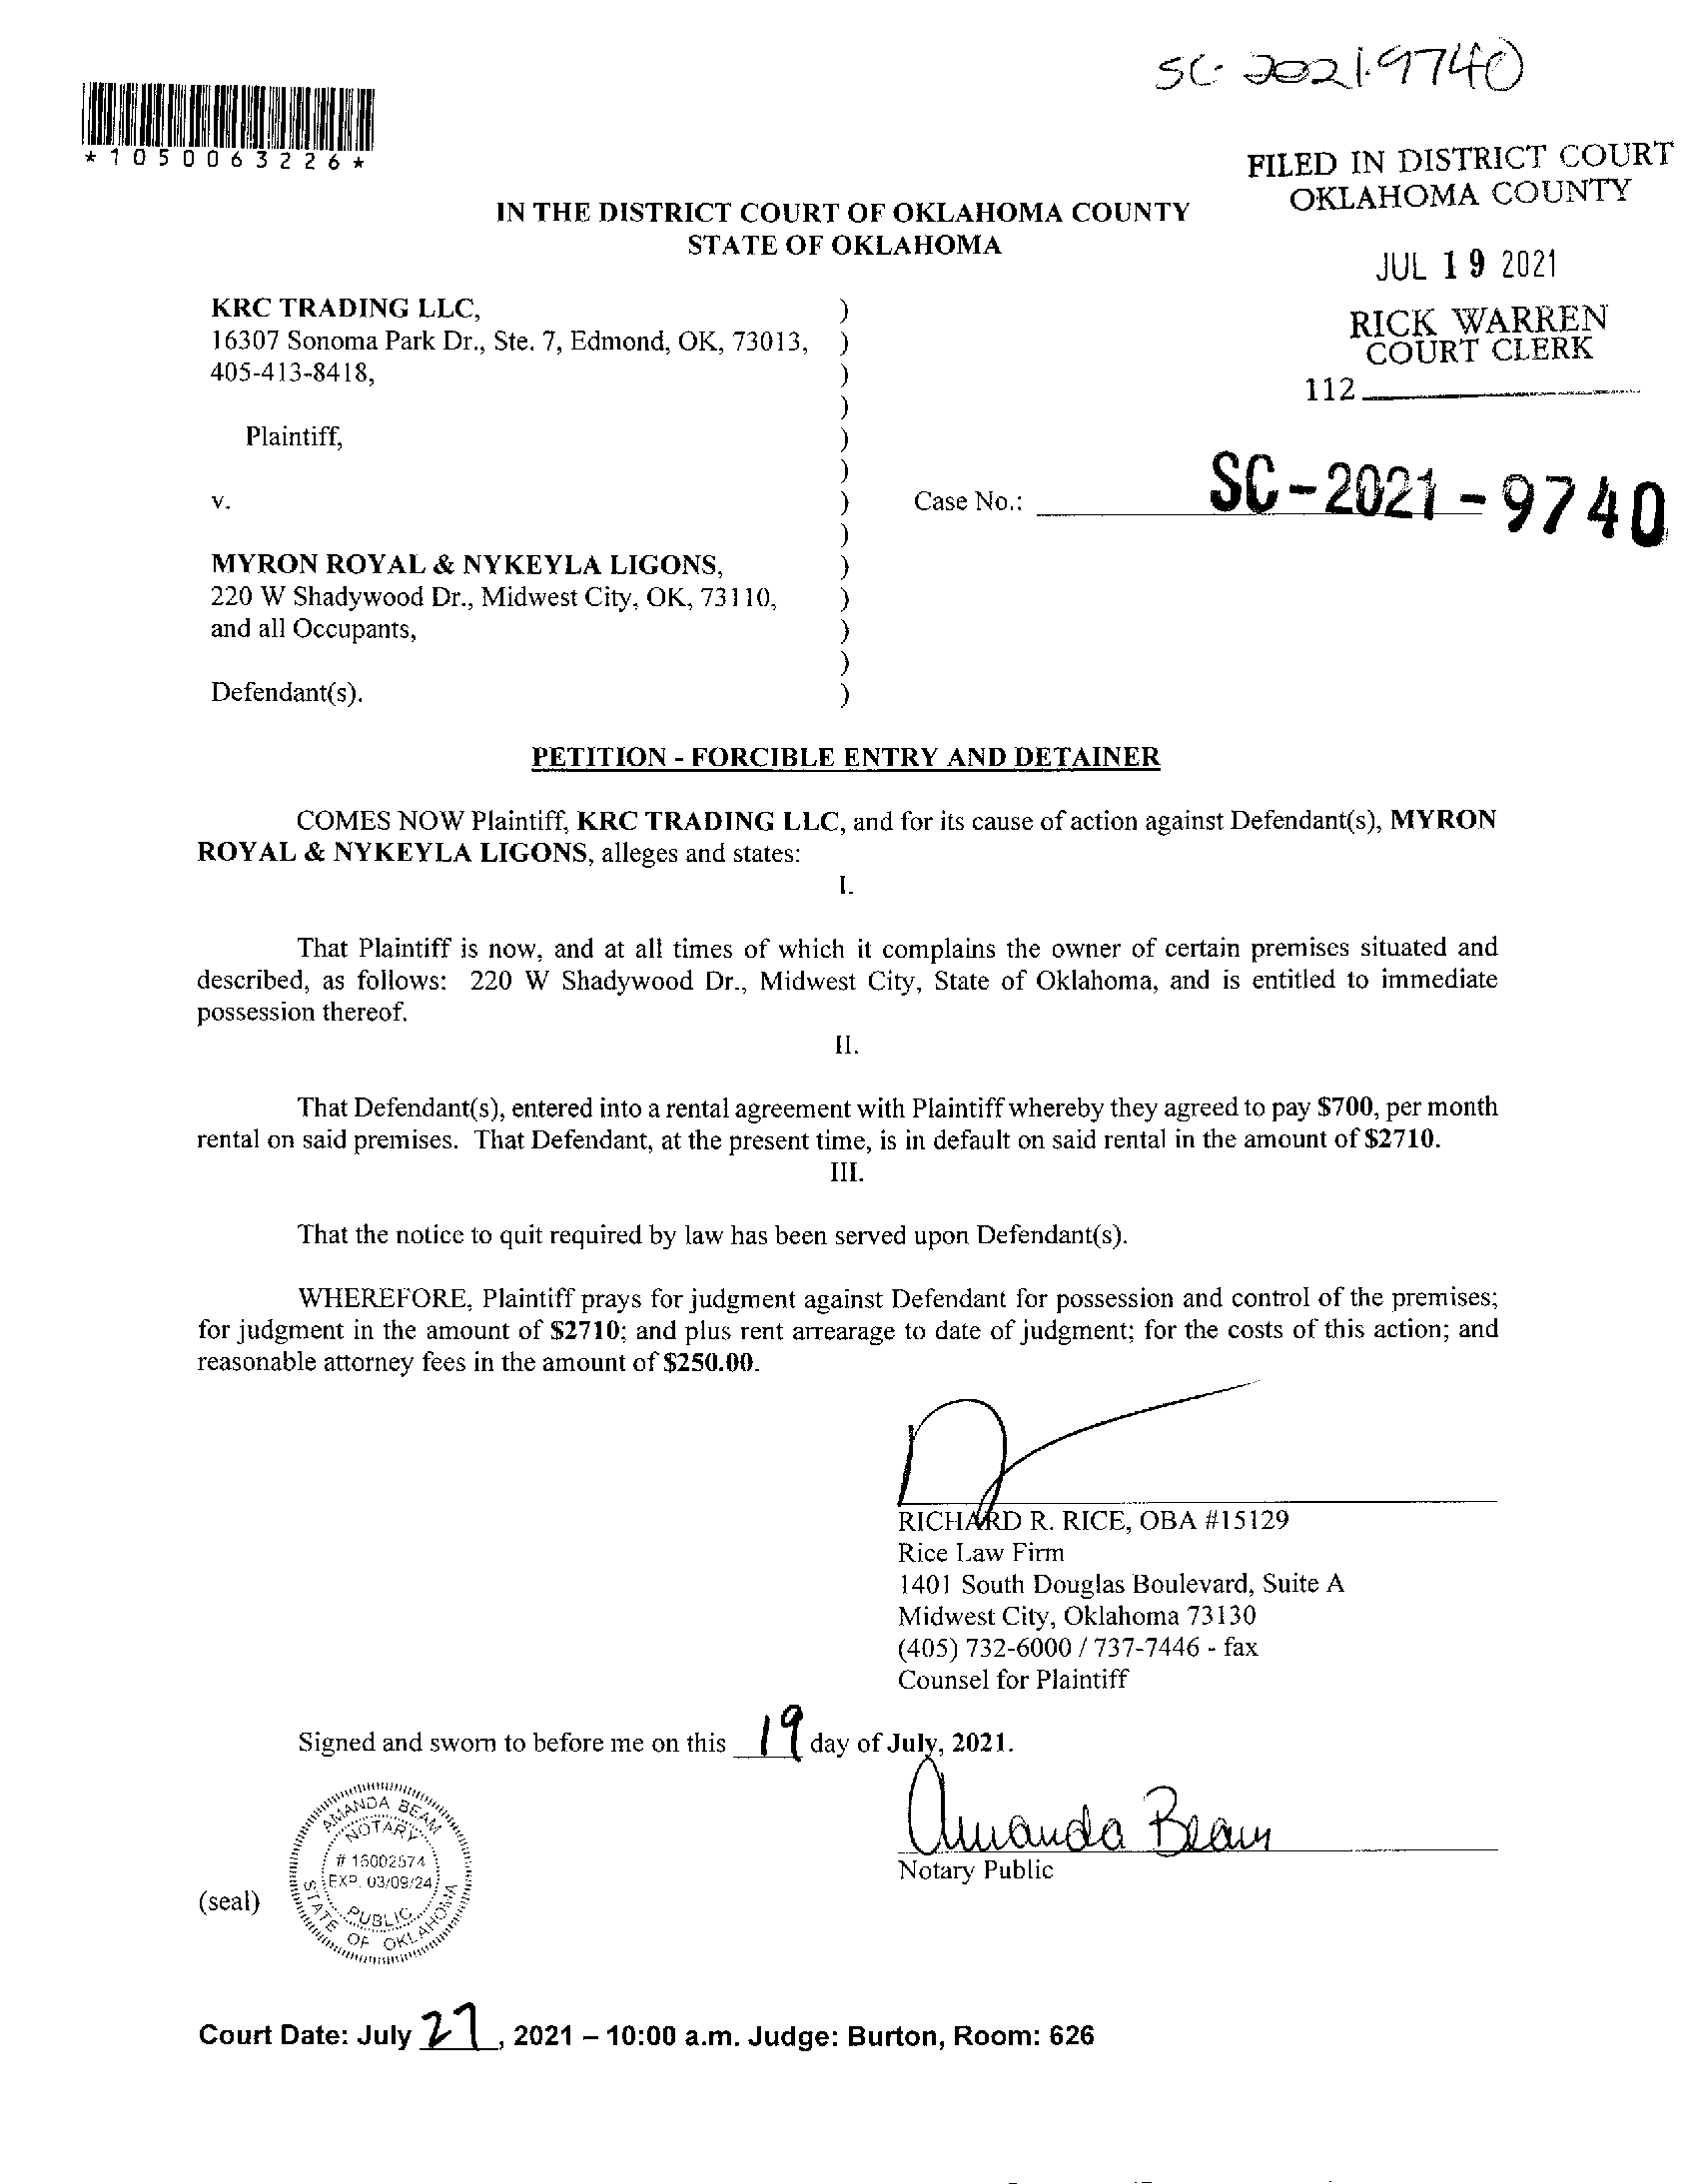 SC-2021-9740
*1050063226*
FILED IN DISTRICT COURT
OKLAHOMA COUNTY
JUL 19 2021
RICK WARREN
COURT CLERK
112
IN THE DISTRICT COURT OF OKLAHOMA COUNTY
STATE OF OKLAHOMA
KRC TRADING LLC, )
16307 Sonoma Park Dr., Ste. 7, Edmond, OK, 73013, )
405-413-8418, )
)
Plaintiff, )
)
v. ) Case No.: SC-2021-9740
)
MYRON ROYAL & NYKEYLA LIGONS, )
220 W Shadywood Dr., Midwest City, OK, 73110, )
and all Occupants, )
)
Defendant(s). )
PETITION - FORCIBLE ENTRY AND DETAINER
COMES NOW Plaintiff, KRC TRADING LLC, and for its cause of action against Defendant(s), MYRON
ROYAL & NYKEYLA LIGONS, alleges and states:
I.
That Plaintiff is now, and at all times of which it complains the owner of certain premises situated and
described, as follows: 220 W Shadywood Dr., Midwest City, State of Oklahoma, and is entitled to immediate
possession thereof.
II.
That Defendant(s), entered into a rental agreement with Plaintiff whereby they agreed to pay $700, per month
rental on said premises. That Defendant, at the present time, is in default on said rental in the amount of $2710.
III.
That the notice to quit required by law has been served upon Defendant(s).
WHEREFORE, Plaintiff prays for judgment against Defendant for possession and control of the premises;
for judgment in the amount of $2710; and plus rent arrearage to date of judgment; for the costs of this action; and
reasonable attorney fees in the amount of $250.00.
RICHARD R. RICE, OBA #15129
Rice Law Firm
1401 South Douglas Boulevard, Suite A
Midwest City, Oklahoma 73130
(405) 732-6000 / 737-7446 - fax
Counsel for Plaintiff
Signed and sworn to before me on this 19 day of July, 2021.
Amanda Beam
Notary Public
(seal)
AMANDA BEAM
NOTARY
# 16002574
EXP. 03/09/24
PUBLIC
STATE OF OKLAHOMA
Court Date: July 27, 2021 – 10:00 a.m. Judge: Burton, Room: 626